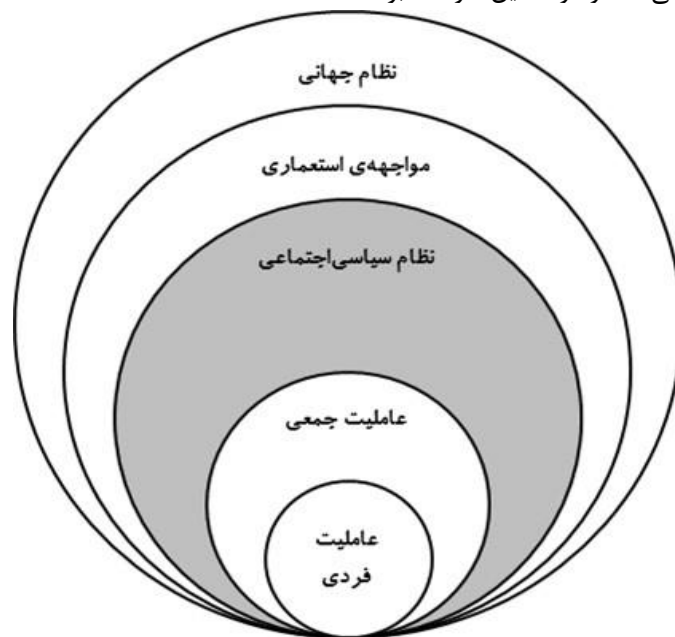 نظام جهانی
مواجهه‌ی استعماری
نظام سیاسی‌اجتماعی
عاملیت جمعی
عاملیت
فردی